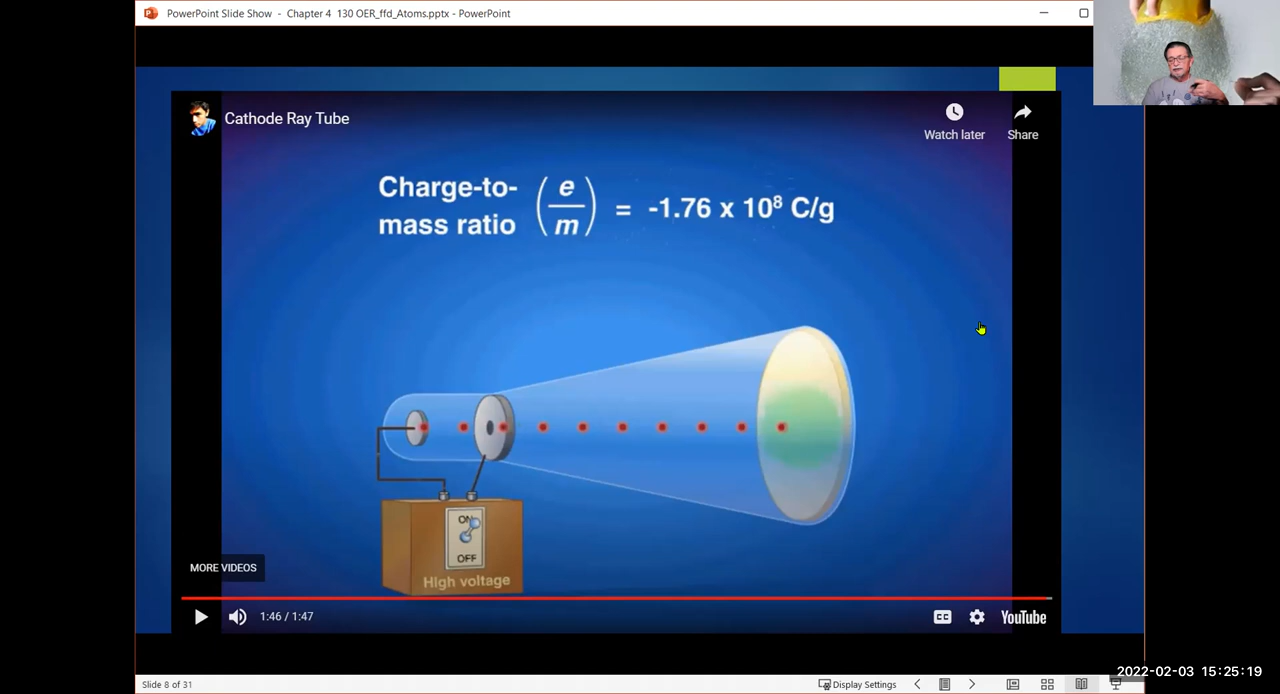 PowerPoint Slide Show - Chapter 4 130 OER_ffd_Atoms.pptx - PowerPoint
Cathode Ray Tube
Watch later
Share
Charge-to-
mass ratio
(e/m) = -1.76 x 10⁸ C/g
ON
OFF
High voltage
MORE VIDEOS
1:46 / 1:47
CC
YouTube
2022-02-03 15:25:19
Slide 8 of 31
Display Settings